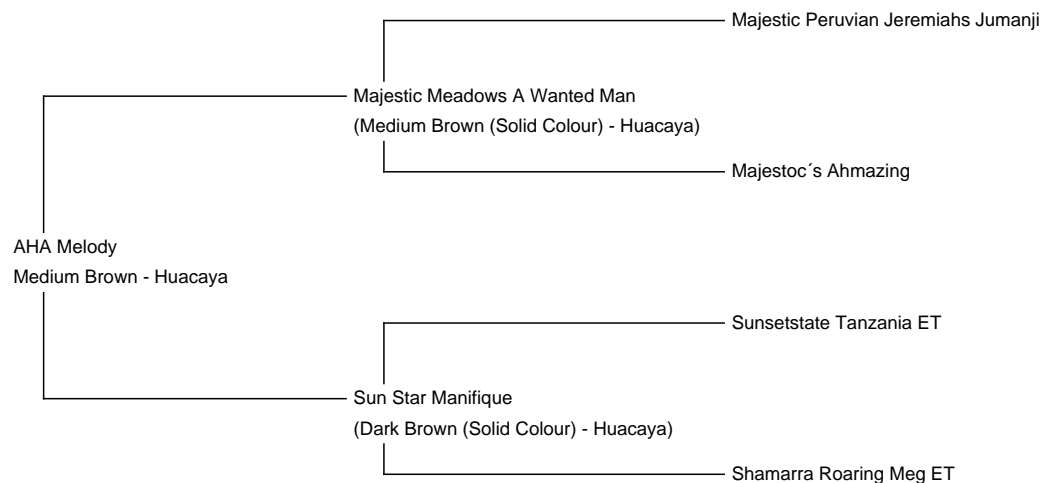 Majestic Peruvian Jeremiahs Jumanji
Majestic Meadows A Wanted Man
(Medium Brown (Solid Colour) - Huacaya)
Majestoc´s Ahmazing
AHA Melody
Medium Brown - Huacaya
Sunsetstate Tanzania ET
Sun Star Manifique
(Dark Brown (Solid Colour) - Huacaya)
Shamarra Roaring Meg ET